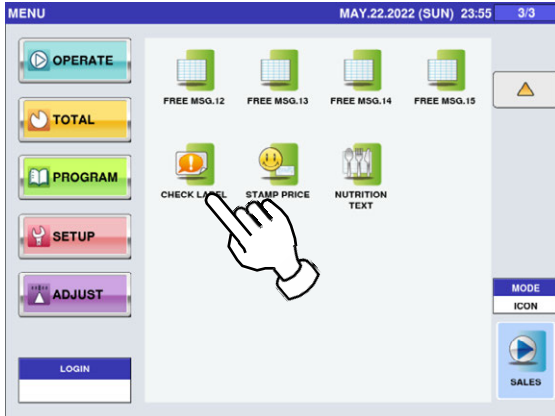 MENU
MAY.22.2022 (SUN) 23:55
3/3
OPERATE
TOTAL
PROGRAM
SETUP
ADJUST
LOGIN
FREE MSG.12
FREE MSG.13
FREE MSG.14
FREE MSG.15
CHECK LABEL
STAMP PRICE
NUTRITION
TEXT
MODE
ICON
SALES